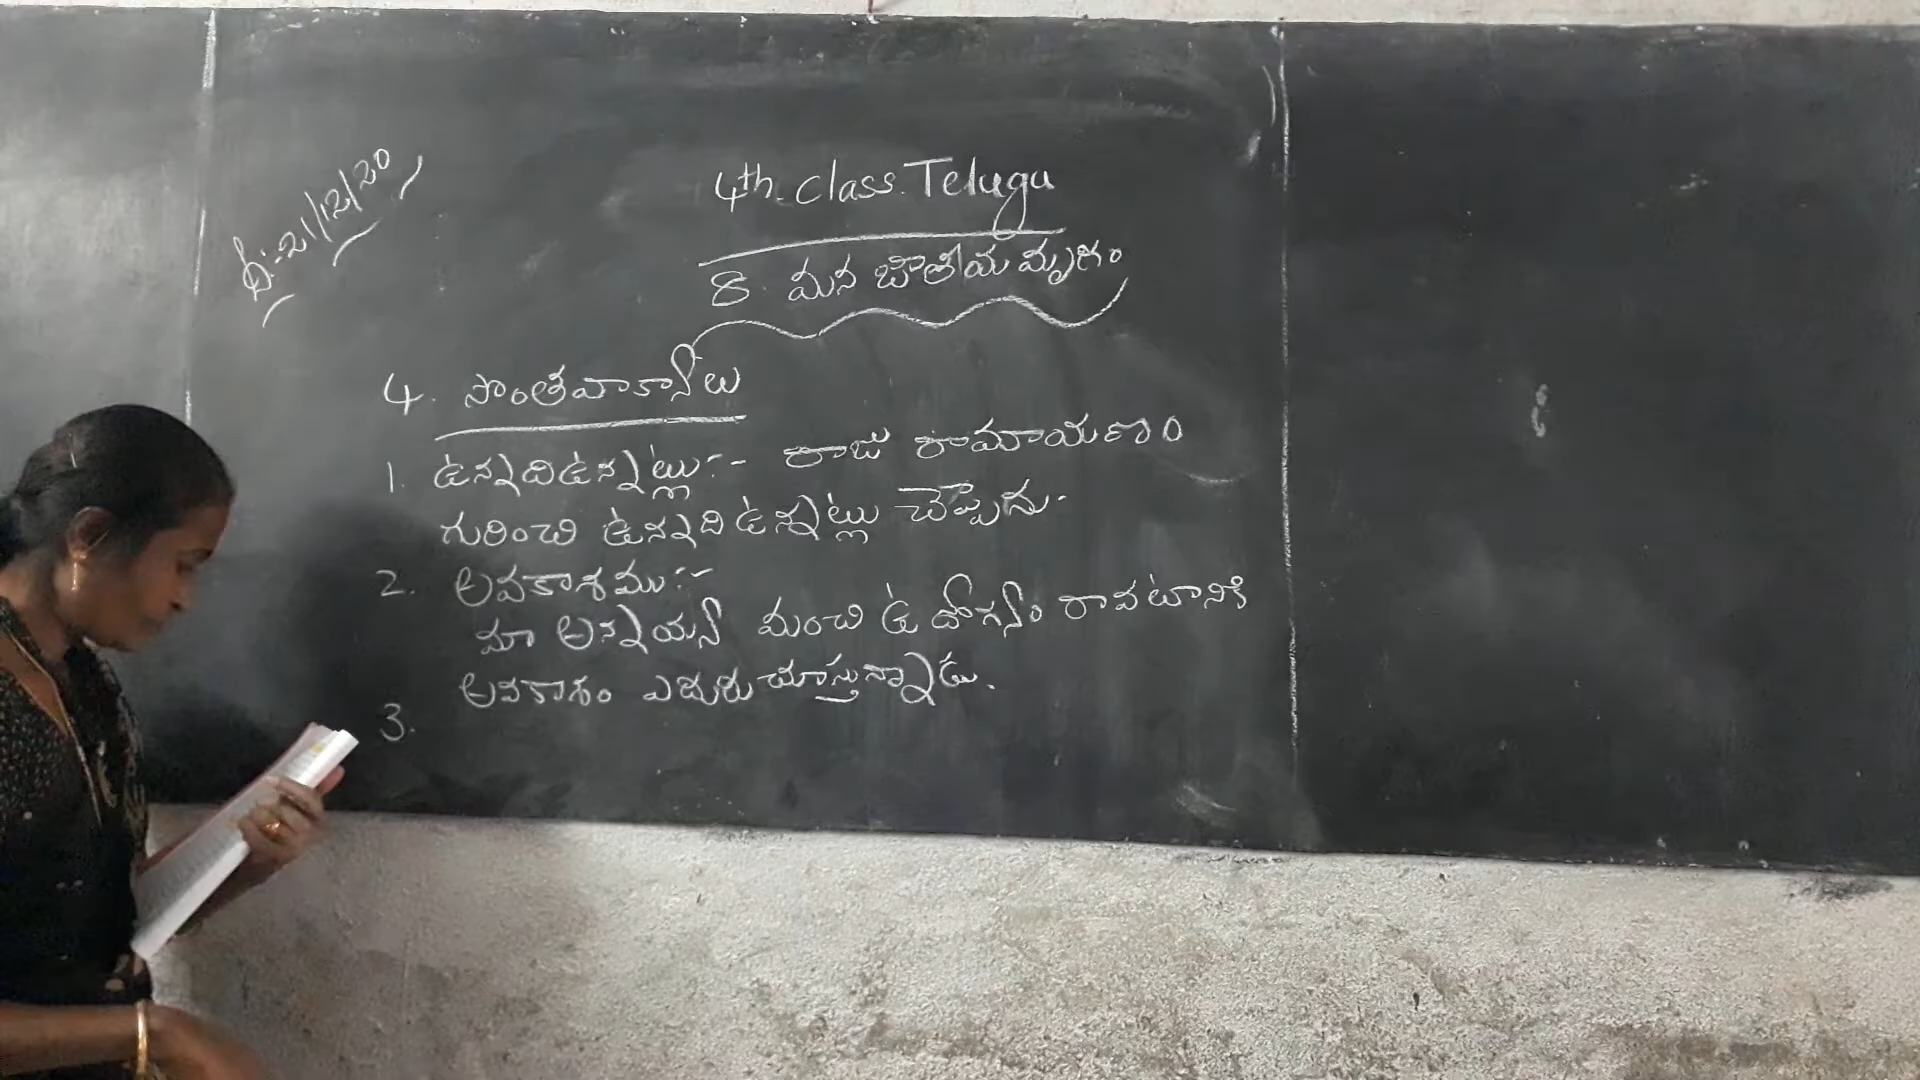 ది:-21/12/20
4th class. Telugu
8. మన జాతీయ మృగం
4. సొంతవాక్యాలు
1. ఉన్నది ఉన్నట్లు:- రాజు రామాయణం
గురించి ఉన్నది ఉన్నట్లు చెప్పెను.
2. అవకాశము:-
మా అన్నయ్య మంచి ఉద్యోగం రావటానికి
అవకాశం ఎదురు చూస్తున్నాడు.
3.